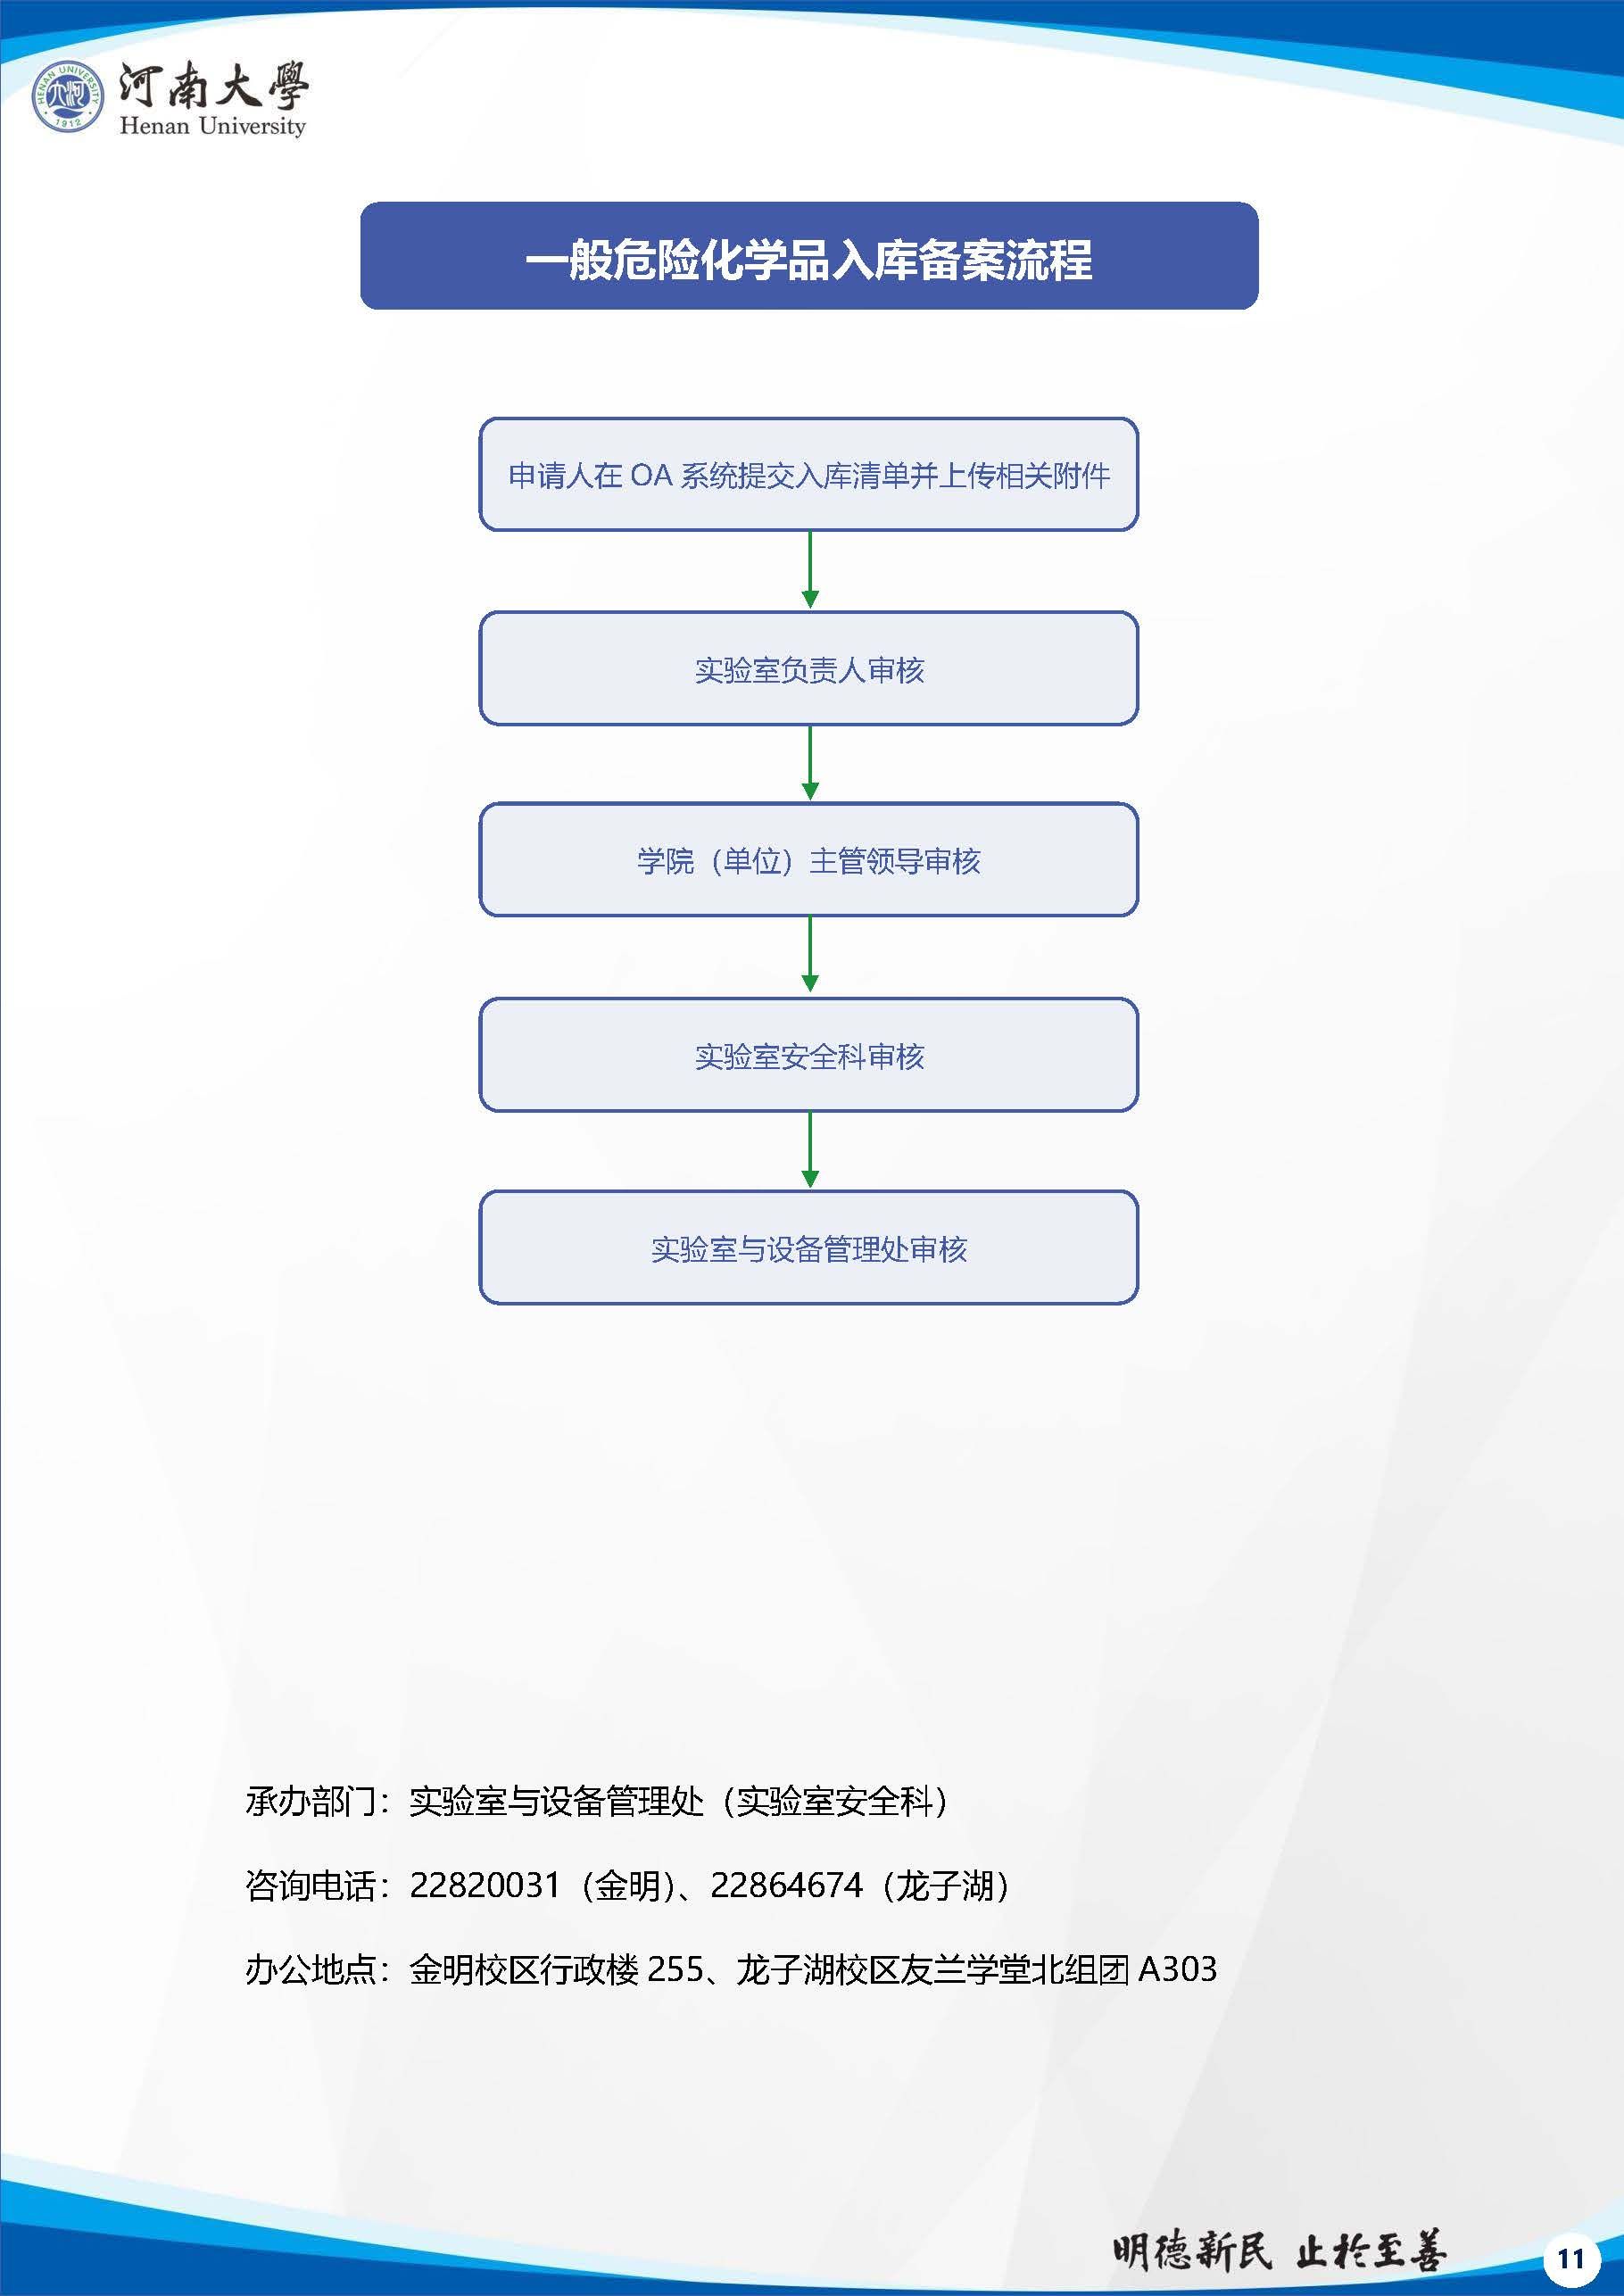 河南大學
Henan University
HENAN UNIVERSITY
1912
一般危险化学品入库备案流程
申请人在 OA 系统提交入库清单并上传相关附件
实验室负责人审核
学院（单位）主管领导审核
实验室安全科审核
实验室与设备管理处审核
承办部门：实验室与设备管理处（实验室安全科）
咨询电话：22820031（金明）、22864674（龙子湖）
办公地点：金明校区行政楼 255、龙子湖校区友兰学堂北组团 A303
明德新民 止於至善
11